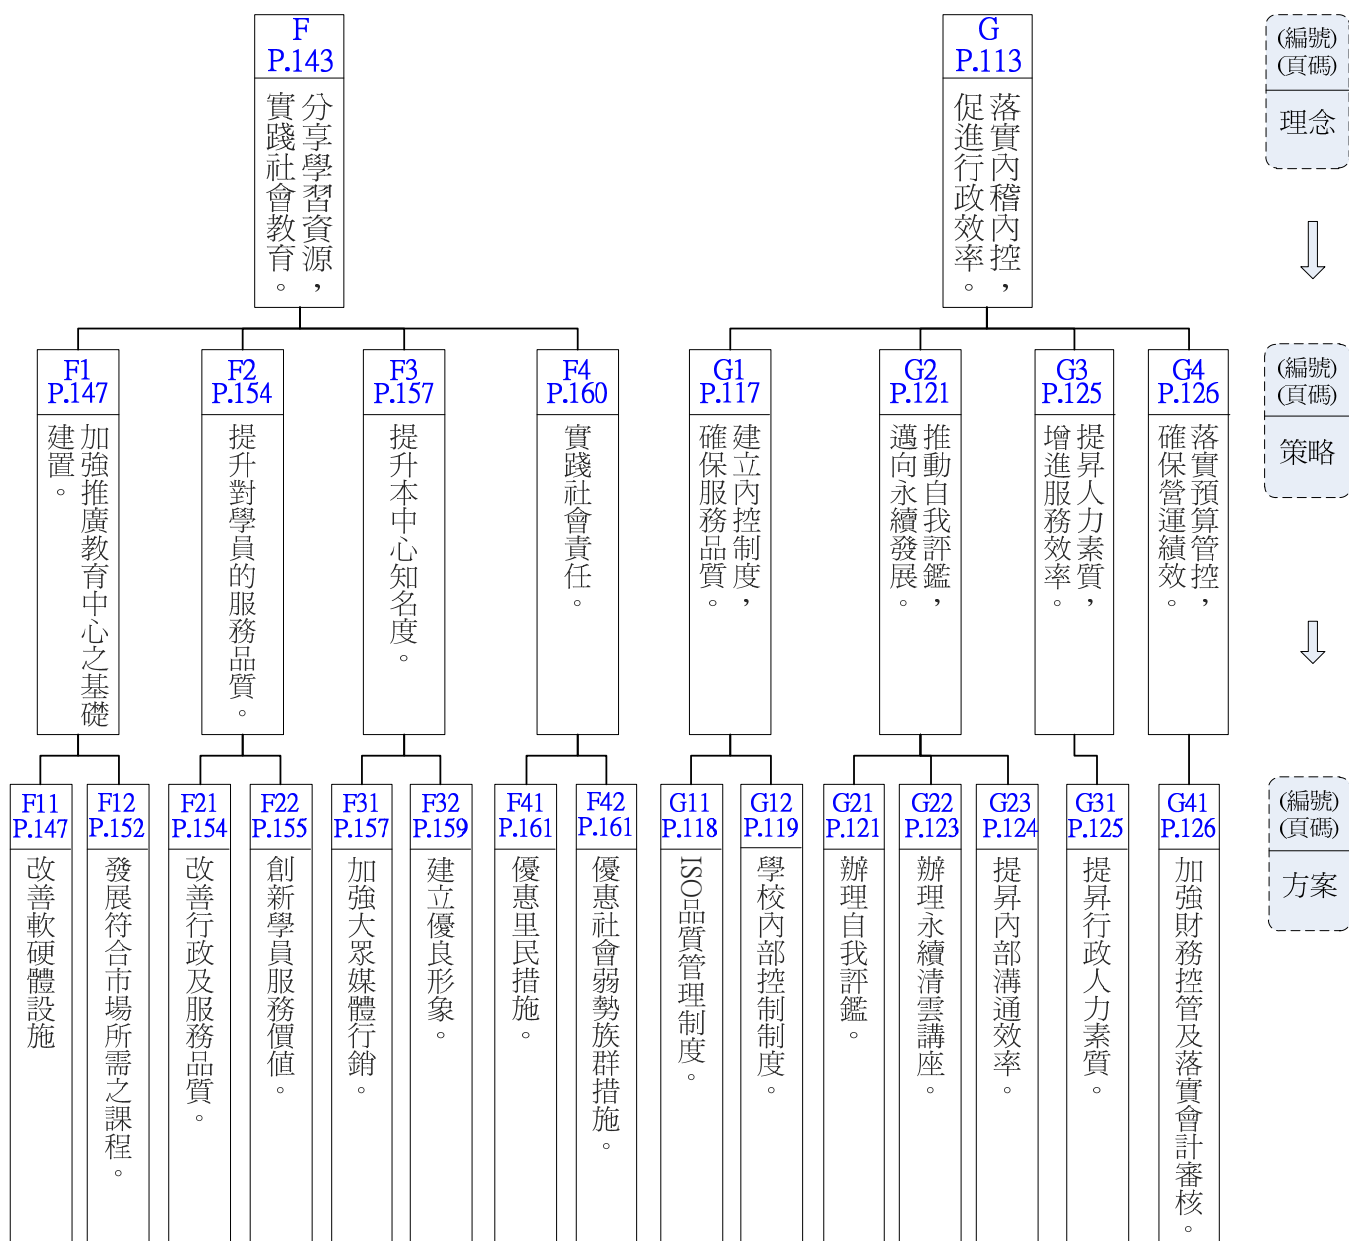 F
P.143
分享學習資源，
實踐社會教育。
G
P.113
落實內稽內控，
促進行政效率。
(編號)
(頁碼)
理念
F1
P.147
加強推廣教育中心之基礎
建置。
F2
P.154
提升對學員的服務品質。
F3
P.157
提升本中心知名度。
F4
P.160
實踐社會責任。
G1
P.117
建立內控制度，
確保服務品質。
G2
P.121
推動自我評鑑，
邁向永續發展。
G3
P.125
提昇人力素質，
增進服務效率。
G4
P.126
落實預算管控，
確保營運績效。
(編號)
(頁碼)
策略
F11
P.147
改善軟硬體設施
F12
P.152
發展符合市場所需之課程。
F21
P.154
改善行政及服務品質。
F22
P.155
創新學員服務價值。
F31
P.157
加強大眾媒體行銷。
F32
P.159
建立優良形象。
F41
P.161
優惠里民措施。
F42
P.161
優惠社會弱勢族群措施。
G11
P.118
ISO品質管理制度。
G12
P.119
學校內部控制制度。
G21
P.121
辦理自我評鑑。
G22
P.123
辦理永續清雲講座。
G23
P.124
提昇內部溝通效率。
G31
P.125
提昇行政人力素質。
G41
P.126
加強財務控管及落實會計審核。
(編號)
(頁碼)
方案